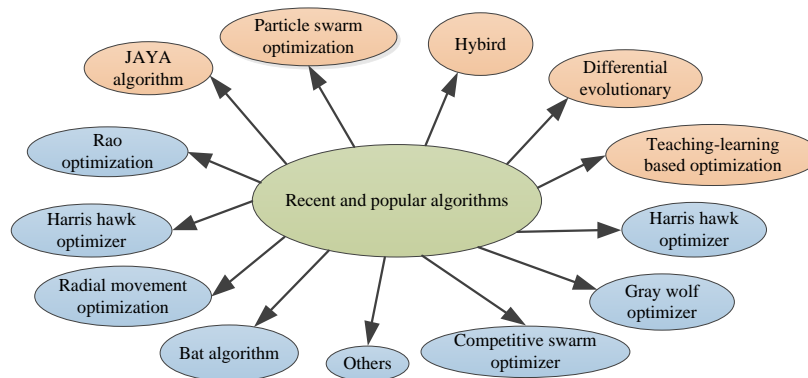 Particle swarm
optimization
Hybird
JAYA
algorithm
Differential
evolutionary
Rao
optimization
Teaching-learning
based optimization
Recent and popular algorithms
Harris hawk
optimizer
Harris hawk
optimizer
Radial movement
optimization
Gray wolf
optimizer
Bat algorithm
Others
Competitive swarm
optimizer